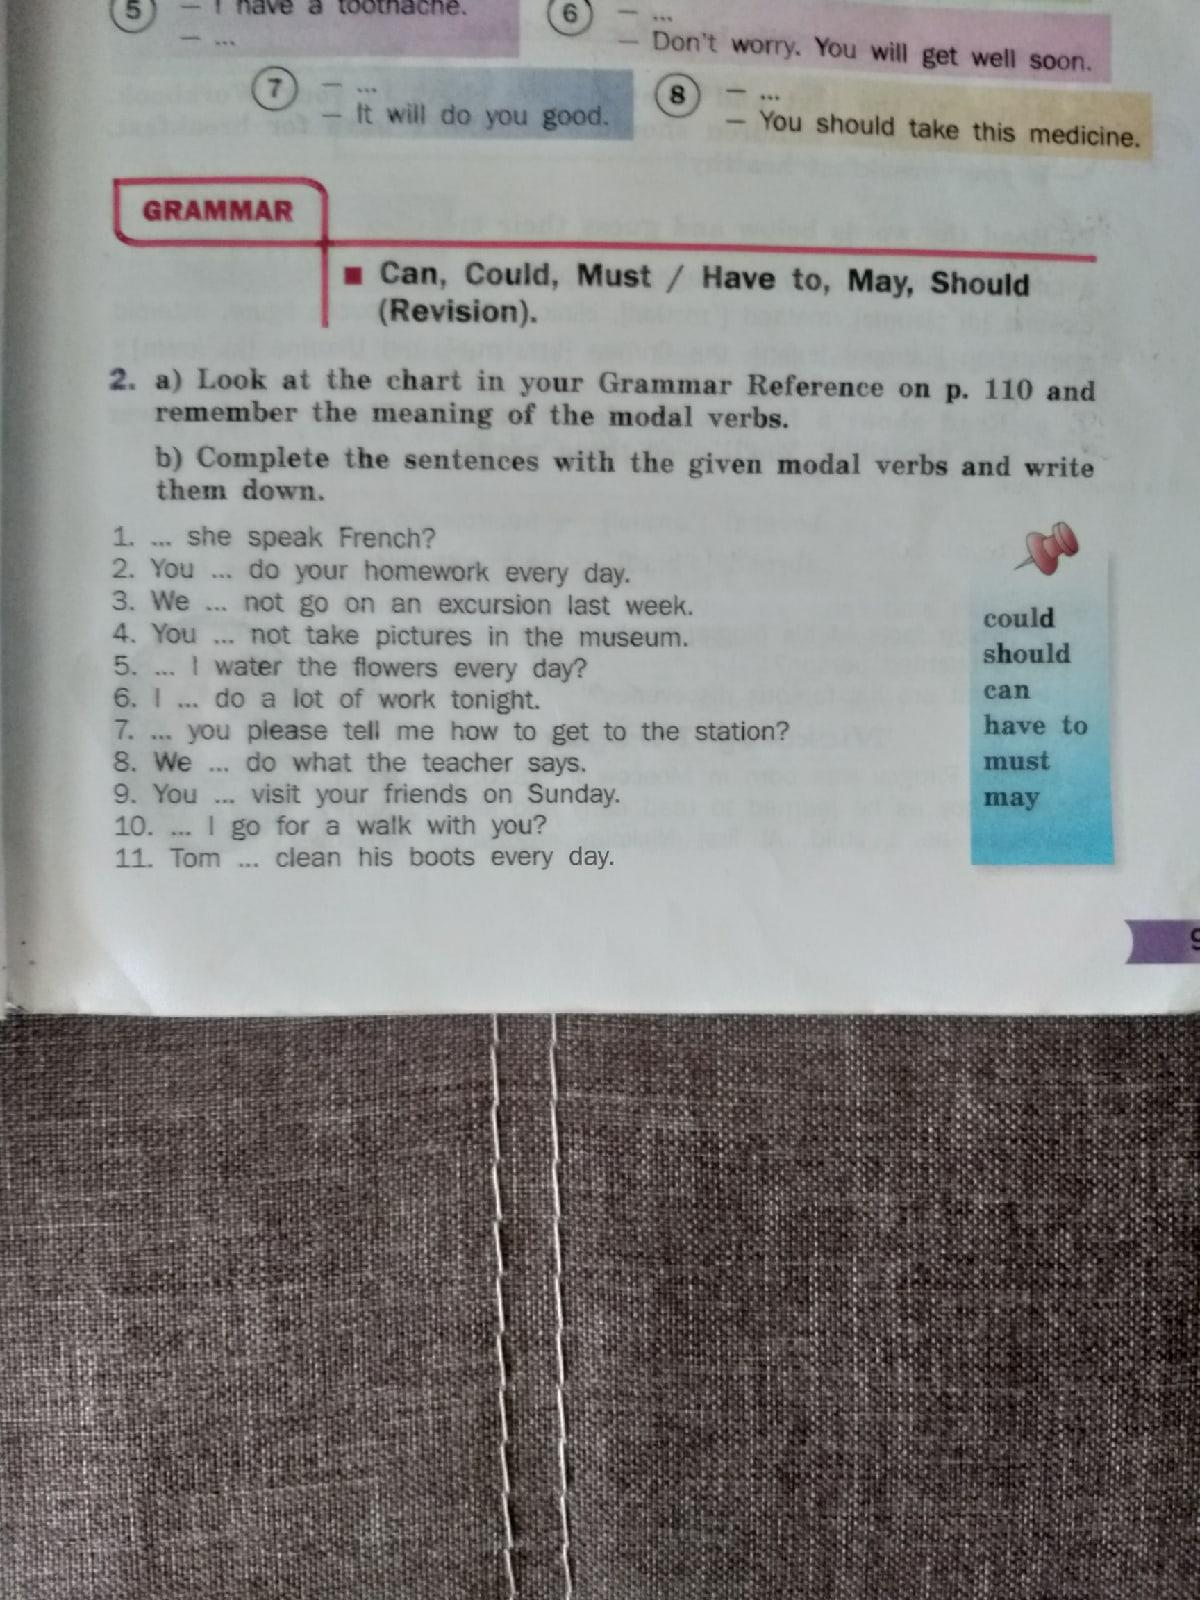 5 – I have a toothache.
– ...
6 – ...
– Don't worry. You will get well soon.
7 – ...
– It will do you good.
8 – ...
– You should take this medicine.
GRAMMAR
■ Can, Could, Must / Have to, May, Should
(Revision).
2. a) Look at the chart in your Grammar Reference on p. 110 and
remember the meaning of the modal verbs.
b) Complete the sentences with the given modal verbs and write
them down.
1. ... she speak French?
2. You ... do your homework every day.
3. We ... not go on an excursion last week.
4. You ... not take pictures in the museum.
5. ... I water the flowers every day?
6. I ... do a lot of work tonight.
7. ... you please tell me how to get to the station?
8. We ... do what the teacher says.
9. You ... visit your friends on Sunday.
10. ... I go for a walk with you?
11. Tom ... clean his boots every day.
could
should
can
have to
must
may